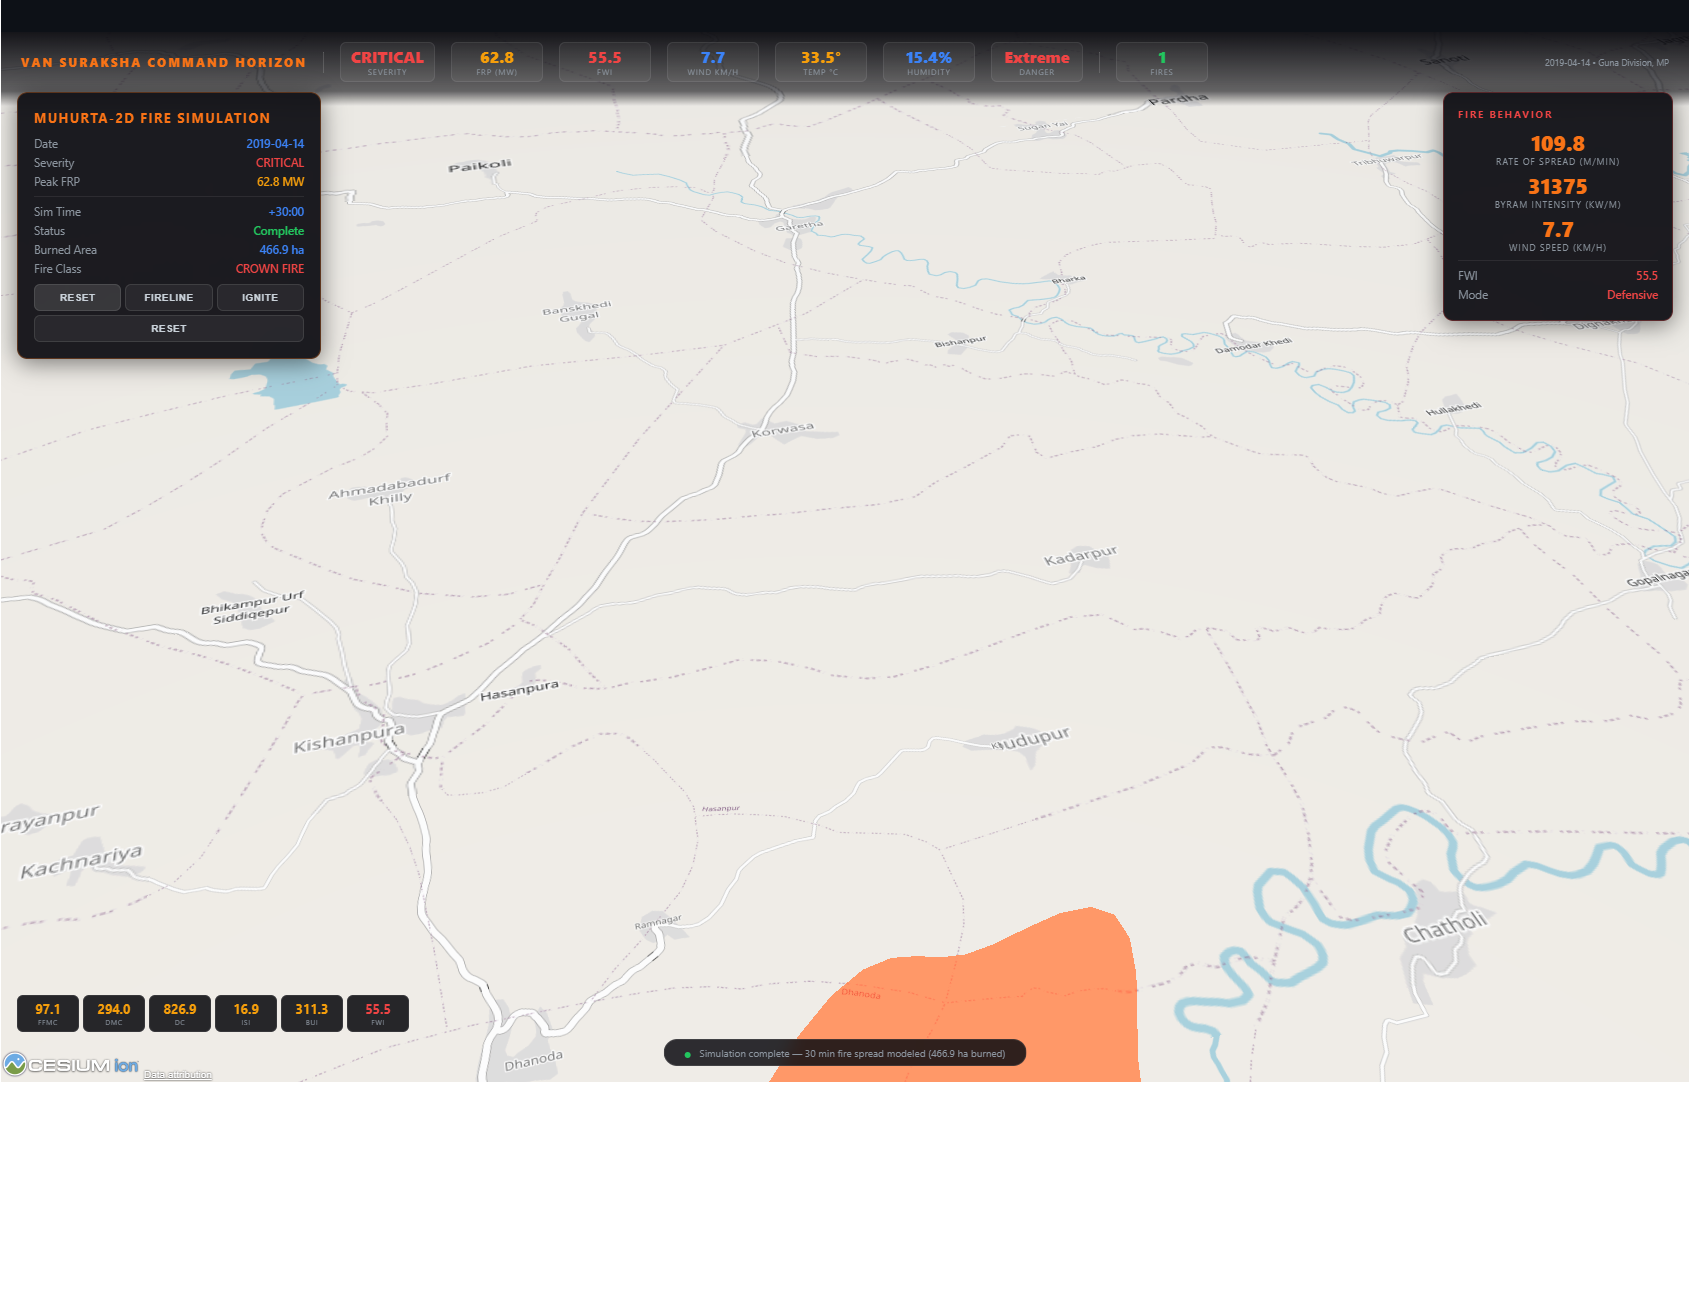 VAN SURAKSHA COMMAND HORIZON
CRITICAL
SEVERITY
62.8
FRP (MW)
55.5
FWI
7.7
WIND KM/H
33.5°
TEMP °C
15.4%
HUMIDITY
Extreme
DANGER
1
FIRES
2019-04-14 • Guna Division, MP
MUHURTA-2D FIRE SIMULATION
Date 2019-04-14
Severity CRITICAL
Peak FRP 62.8 MW
Sim Time +30:00
Status Complete
Burned Area 466.9 ha
Fire Class CROWN FIRE
RESET FIRELINE IGNITE
RESET
FIRE BEHAVIOR
109.8
RATE OF SPREAD (M/MIN)
31375
BYRAM INTENSITY (KW/M)
7.7
WIND SPEED (KM/H)
FWI 55.5
Mode Defensive
Pardha
Sugan Yai
Paikoli
Tribhuwarpur
Garetha
Bharka
Banskhedi
Gugal
Bishanpur
Damodar Khedi
Hullakhedi
Korwasa
Ahmadabadurf
Khilly
Kadarpur
Gopalnaga
Bhikampur Urf
Siddiqepur
Hasanpura
Kishanpura
Kudupur
Hasanpur
rayanpur
Kachnariya
Ramnagar
Chatholi
Dhanoda
Dhanoda
97.1
FFMC
294.0
DMC
826.9
DC
16.9
ISI
311.3
BUI
55.5
FWI
Simulation complete — 30 min fire spread modeled (466.9 ha burned)
CESIUM ion
Data attribution